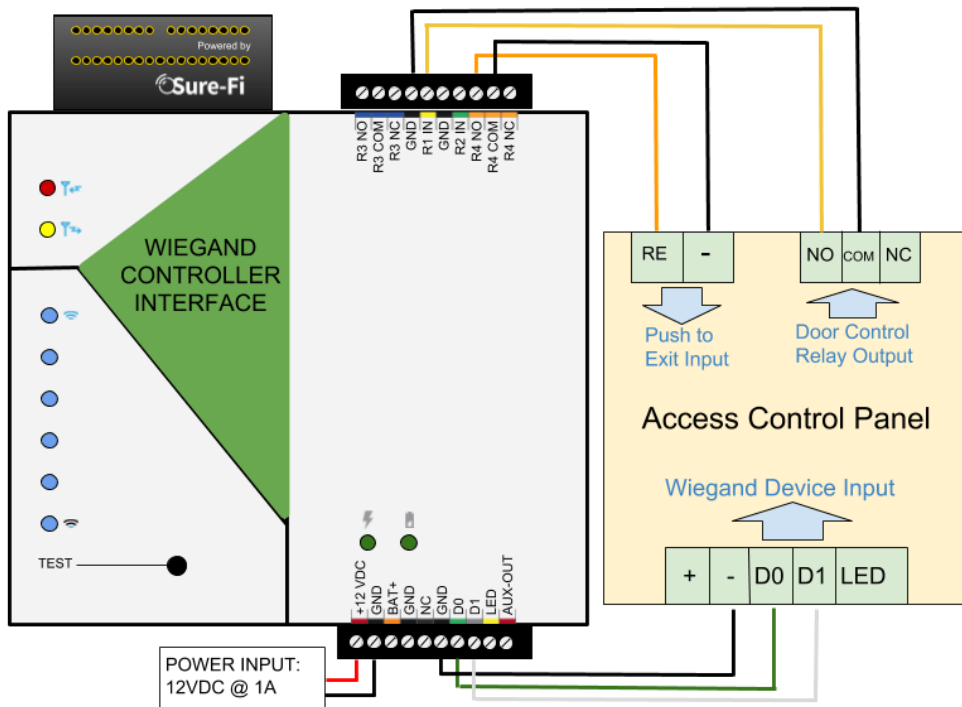 Powered by
Sure-Fi
R3 NO
R3 COM
R3 NC
GND
R1 IN
GND
R2 IN
R4 NO
R4 COM
R4 NC
WIEGAND
CONTROLLER
INTERFACE
TEST
+12 VDC
GND
BAT+
GND
NC
GND
D0
D1
LED
AUX-OUT
POWER INPUT:
12VDC @ 1A
RE
-
NO
COM
NC
Push to
Exit Input
Door Control
Relay Output
Access Control Panel
Wiegand Device Input
+
-
D0
D1
LED